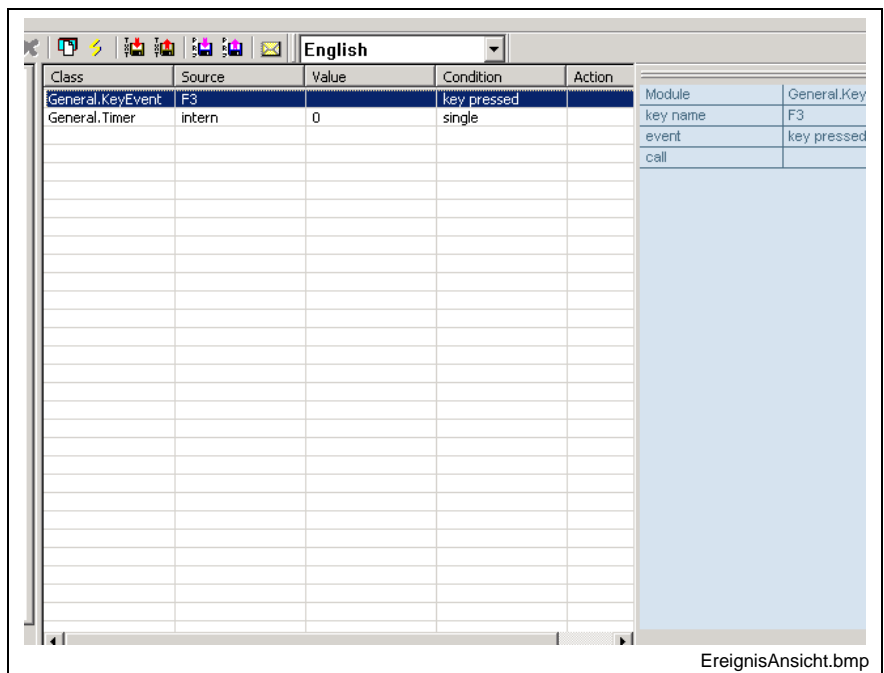 English
Class Source Value Condition Action
General.KeyEvent F3 key pressed
General.Timer intern 0 single
Module General.Key
key name F3
event key pressed
call
EreignisAnsicht.bmp